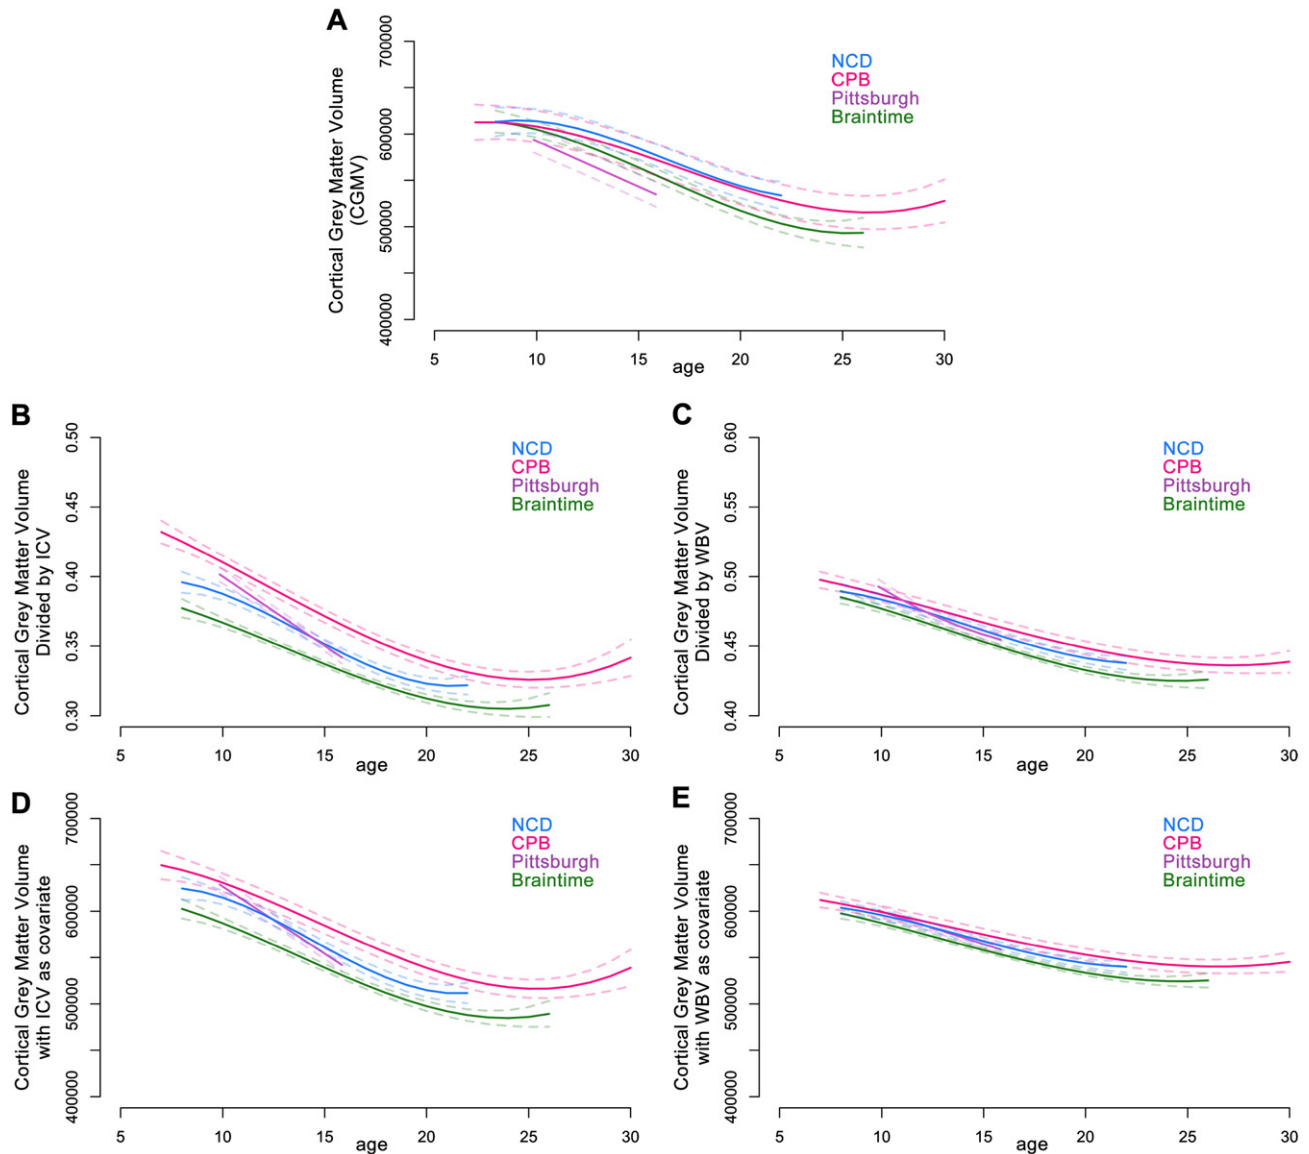 A
Cortical Grey Matter Volume
(CGMV)
400000
500000
600000
700000
NCD
CPB
Pittsburgh
Braintime
5
10
15
20
25
30
age
B
Cortical Grey Matter Volume
Divided by ICV
0.30
0.35
0.40
0.45
0.50
NCD
CPB
Pittsburgh
Braintime
5
10
15
20
25
30
age
C
Cortical Grey Matter Volume
Divided by WBV
0.40
0.45
0.50
0.55
0.60
NCD
CPB
Pittsburgh
Braintime
5
10
15
20
25
30
age
D
Cortical Grey Matter Volume
with ICV as covariate
400000
500000
600000
700000
NCD
CPB
Pittsburgh
Braintime
5
10
15
20
25
30
age
E
Cortical Grey Matter Volume
with WBV as covariate
400000
500000
600000
700000
NCD
CPB
Pittsburgh
Braintime
5
10
15
20
25
30
age